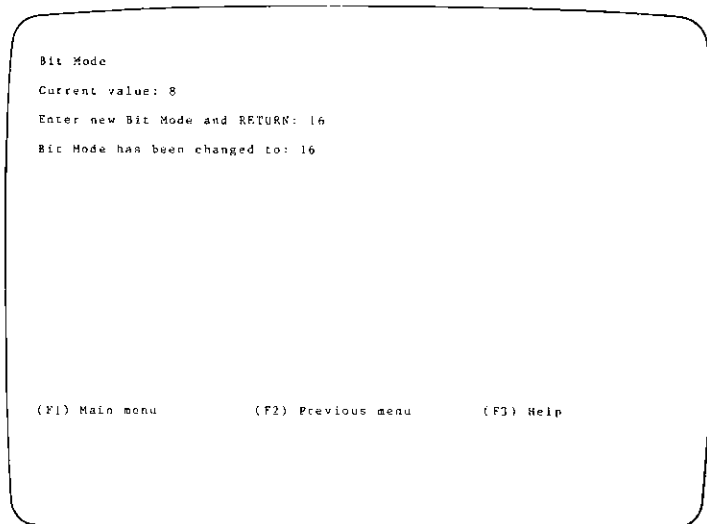 Bit Mode
Current value: 8
Enter new Bit Mode and RETURN: 16
Bit Mode has been changed to: 16
(F1) Main menu (F2) Previous menu (F3) Help